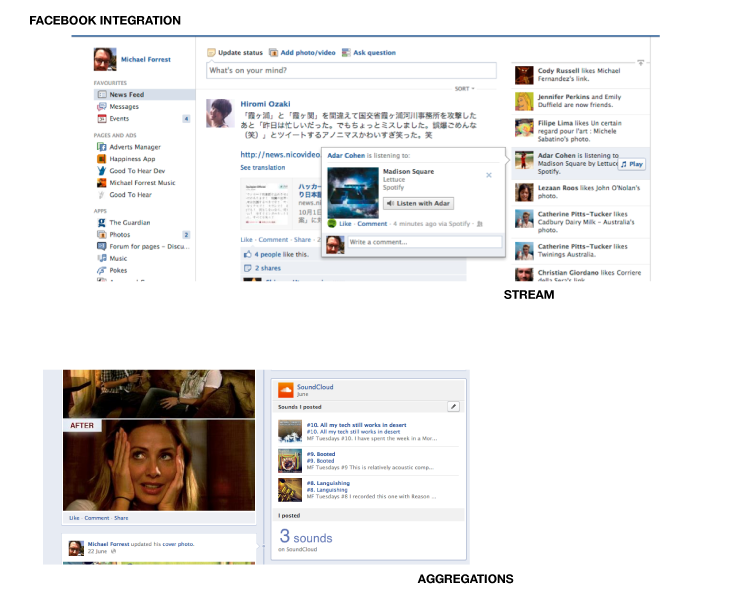 FACEBOOK INTEGRATION
Michael Forrest
FAVOURITES
News Feed
Messages
Events 4
PAGES AND ADS
Adverts Manager
Happiness App
Good To Hear Dev
Michael Forrest Music
Good To Hear
APPS
The Guardian
Photos 2
Forum for pages - Discu...
Music
Pokes
Update status Add photo/video Ask question
What's on your mind?
SORT
Hiromi Ozaki
「霞ヶ浦」と「霞ヶ関」を間違えて国交省霞ヶ浦河川事務所を攻撃した
あと「昨日は忙しいだった。でもちょっとミスしました。誤爆ごめんな
（笑）」とツイートするアノニマスかわいすぎ笑った。笑
http://news.nicovideo.
See translation
ハッカー
り日本語
news.ni
10月1日
Like · Comment · Share · 2
4 people like this.
2 shares
Adar Cohen is listening to:
Madison Square
Lettuce
Spotify
Listen with Adar
Like · Comment · 4 minutes ago via Spotify ·
Write a comment...
Cody Russell likes Michael
Fernandez's link.
Jennifer Perkins and Emily
Duffield are now friends.
Filipe Lima likes Un certain
regard pour l'art : Michele
Sabatino's photo.
Adar Cohen is listening to
Madison Square by Lettuce
Spotify.
Play
Lezaan Roos likes John O'Nolan's
photo.
Catherine Pitts-Tucker likes
Cadbury Dairy Milk - Australia's
photo.
Catherine Pitts-Tucker likes
Twinings Australia.
Christian Giordano likes Corriere
della Sera's link.
STREAM
AFTER
Like · Comment · Share
Michael Forrest updated his cover photo.
22 June
SoundCloud
June
Sounds I posted
#10. All my tech still works in desert
#10. All my tech still works in desert
MF Tuesdays #10. I have spent the week in a Mor...
#9. Booted
#9. Booted
MF Tuesdays #9 This is relatively acoustic comp...
#8. Languishing
#8. Languishing
MF Tuesdays #8 I recorded this one with Reason ...
I posted
3 sounds
on SoundCloud
AGGREGATIONS